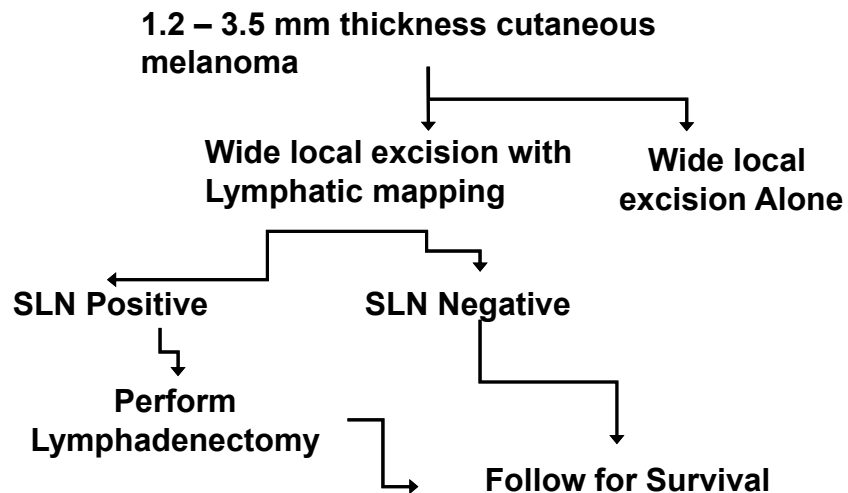 1.2 – 3.5 mm thickness cutaneous
melanoma
Wide local excision with
Lymphatic mapping
Wide local
excision Alone
SLN Positive
SLN Negative
Perform
Lymphadenectomy
Follow for Survival